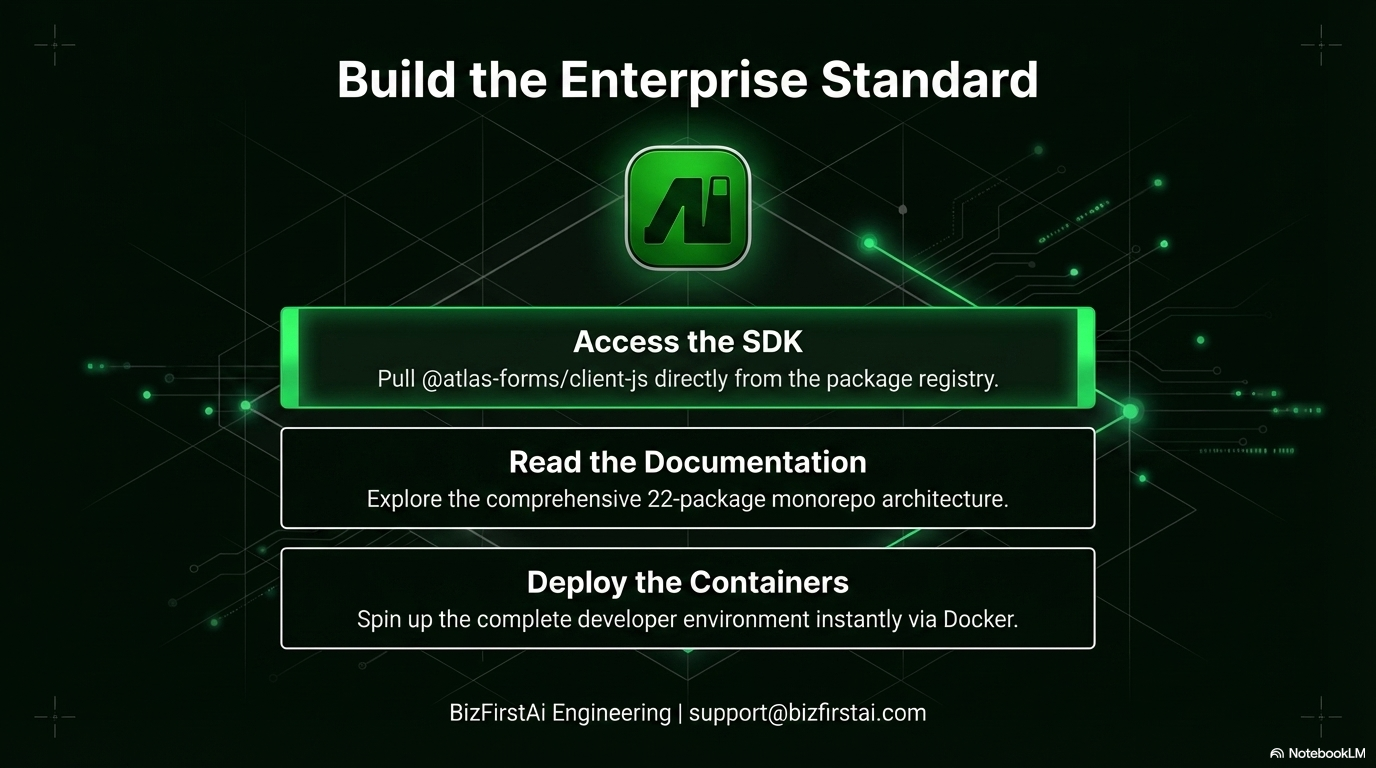 Build the Enterprise Standard
Ai
Access the SDK
Pull @atlas-forms/client-js directly from the package registry.
Read the Documentation
Explore the comprehensive 22-package monorepo architecture.
Deploy the Containers
Spin up the complete developer environment instantly via Docker.
BizFirstAi Engineering | support@bizfirstai.com
NotebookLM